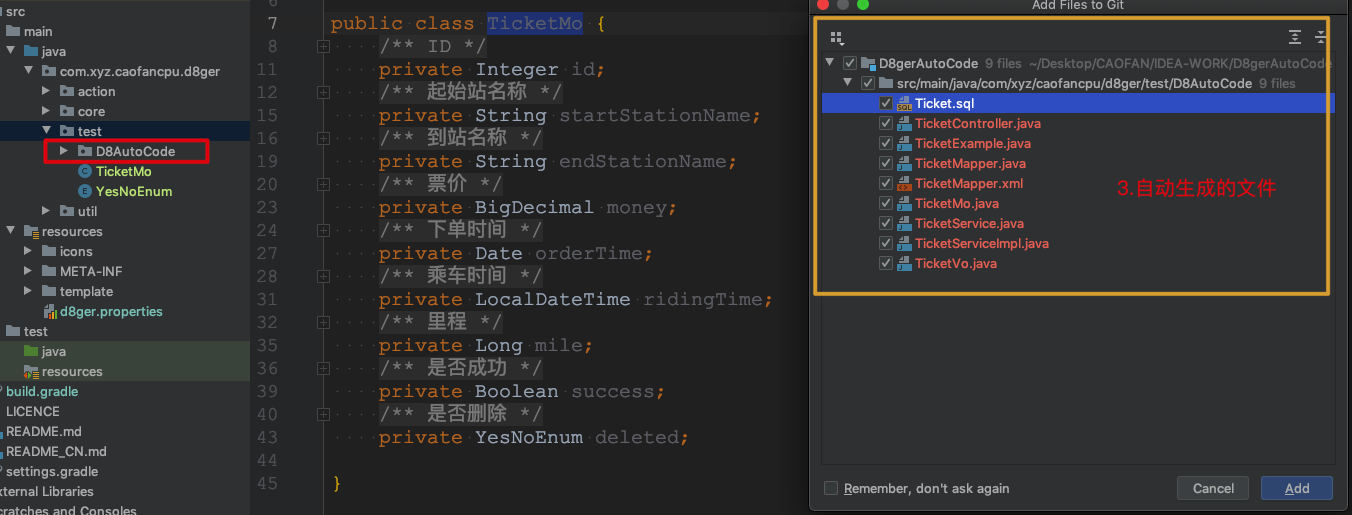 src
main
java
com.xyz.caofancpu.d8ger
action
core
test
D8AutoCode
TicketMo
YesNoEnum
util
resources
icons
META-INF
template
d8ger.properties
test
java
resources
build.gradle
LICENCE
README.md
README_CN.md
settings.gradle
xternal Libraries
cratches and Consoles
7 public class TicketMo {
8 /** ID */
11 private Integer id;
12 /** 起始站名称 */
15 private String startStationName;
16 /** 到站名称 */
19 private String endStationName;
20 /** 票价 */
23 private BigDecimal money;
24 /** 下单时间 */
27 private Date orderTime;
28 /** 乘车时间 */
31 private LocalDateTime ridingTime;
32 /** 里程 */
35 private Long mile;
36 /** 是否成功 */
39 private Boolean success;
40 /** 是否删除 */
43 private YesNoEnum deleted;
44
45 }
Add Files to Git
D8gerAutoCode 9 files ~/Desktop/CAOFAN/IDEA-WORK/D8gerAutoCode
src/main/java/com/xyz/caofancpu/d8ger/test/D8AutoCode 9 files
Ticket.sql
TicketController.java
TicketExample.java
TicketMapper.java
TicketMapper.xml
TicketMo.java
TicketService.java
TicketServiceImpl.java
TicketVo.java
3.自动生成的文件
Remember, don't ask again
Cancel
Add